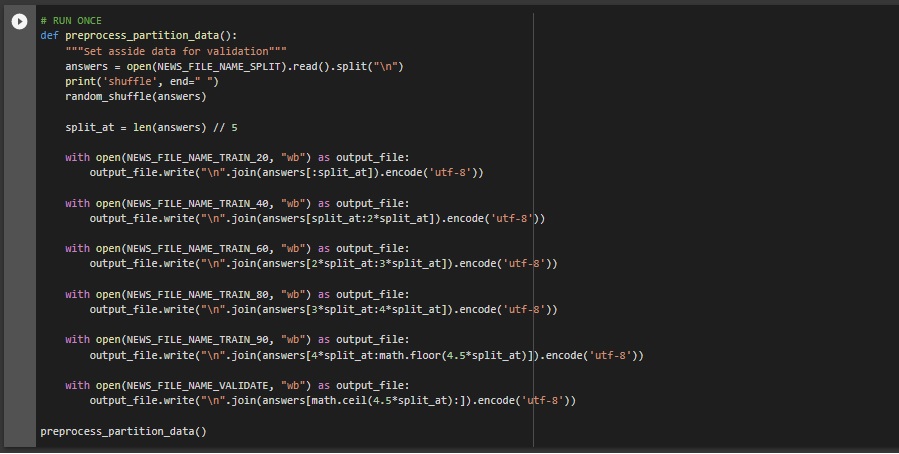 # RUN ONCE
def preprocess_partition_data():
    """Set asside data for validation"""
    answers = open(NEWS_FILE_NAME_SPLIT).read().split("\n")
    print('shuffle', end=" ")
    random_shuffle(answers)

    split_at = len(answers) // 5

    with open(NEWS_FILE_NAME_TRAIN_20, "wb") as output_file:
        output_file.write("\n".join(answers[:split_at]).encode('utf-8'))

    with open(NEWS_FILE_NAME_TRAIN_40, "wb") as output_file:
        output_file.write("\n".join(answers[split_at:2*split_at]).encode('utf-8'))

    with open(NEWS_FILE_NAME_TRAIN_60, "wb") as output_file:
        output_file.write("\n".join(answers[2*split_at:3*split_at]).encode('utf-8'))

    with open(NEWS_FILE_NAME_TRAIN_80, "wb") as output_file:
        output_file.write("\n".join(answers[3*split_at:4*split_at]).encode('utf-8'))

    with open(NEWS_FILE_NAME_TRAIN_90, "wb") as output_file:
        output_file.write("\n".join(answers[4*split_at:math.floor(4.5*split_at)]).encode('utf-8'))

    with open(NEWS_FILE_NAME_VALIDATE, "wb") as output_file:
        output_file.write("\n".join(answers[math.ceil(4.5*split_at):]).encode('utf-8'))

preprocess_partition_data()